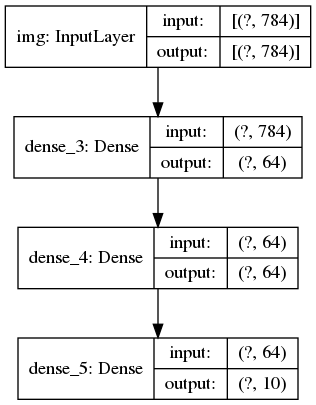 img: InputLayer
input:
[(?, 784)]
output:
[(?, 784)]
dense_3: Dense
input:
(?, 784)
output:
(?, 64)
dense_4: Dense
input:
(?, 64)
output:
(?, 64)
dense_5: Dense
input:
(?, 64)
output:
(?, 10)